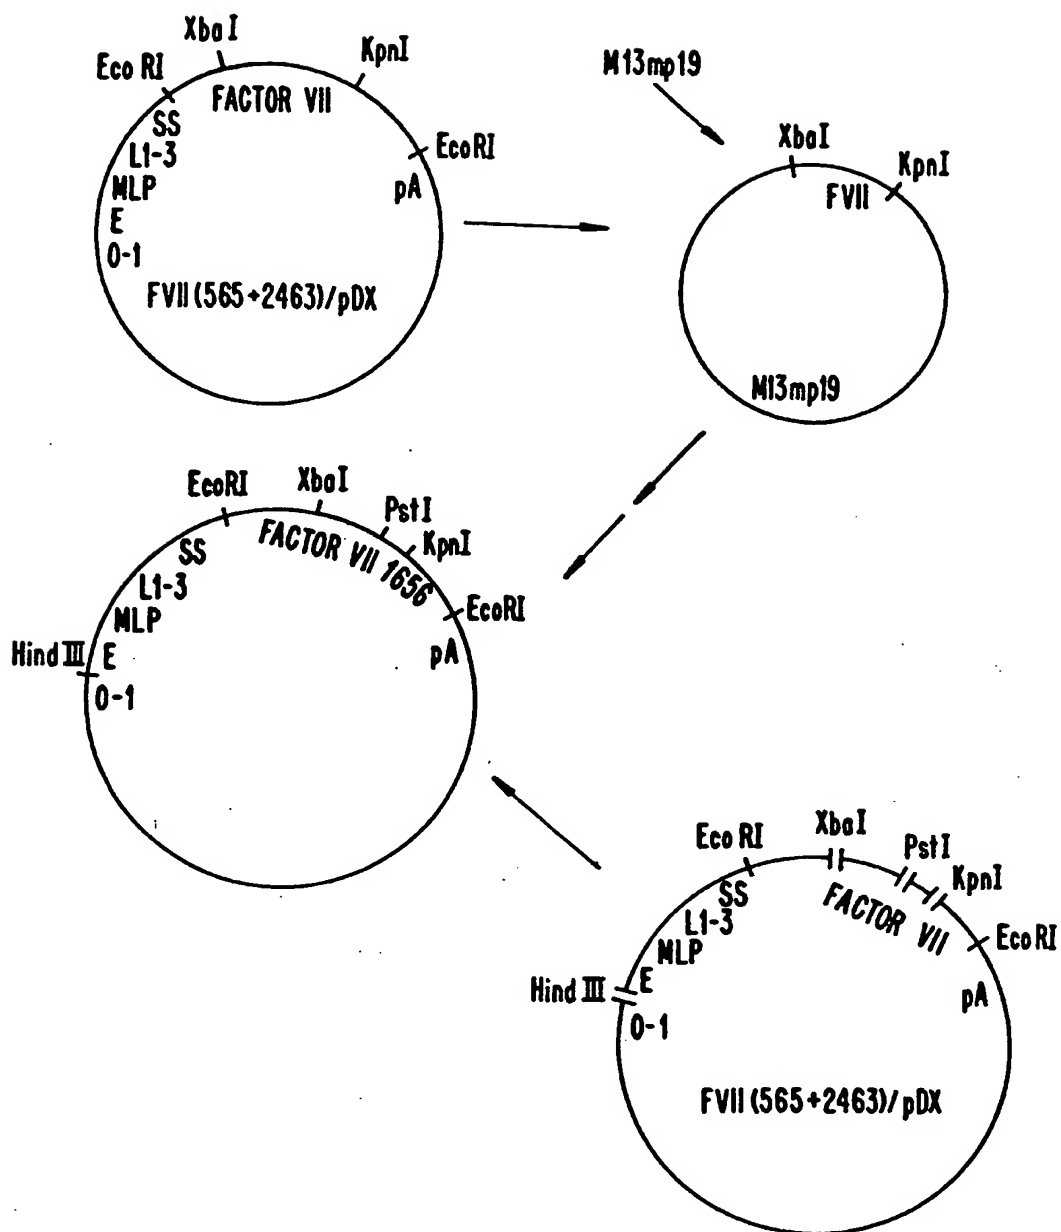 XbaI
KpnI
Eco RI
FACTOR VII
SS
L1-3
MLP
E
0-1
EcoRI
pA
FVII (565+2463)/pDX
M13mp19
XbaI
KpnI
FVII
M13mp19
EcoRI
XbaI
PstI
KpnI
SS
FACTOR VII 1656
L1-3
MLP
EcoRI
Hind III
E
pA
0-1
Eco RI
XbaI
PstI
KpnI
SS
FACTOR VII
L1-3
MLP
EcoRI
Hind III
E
pA
0-1
FVII (565+2463)/pDX